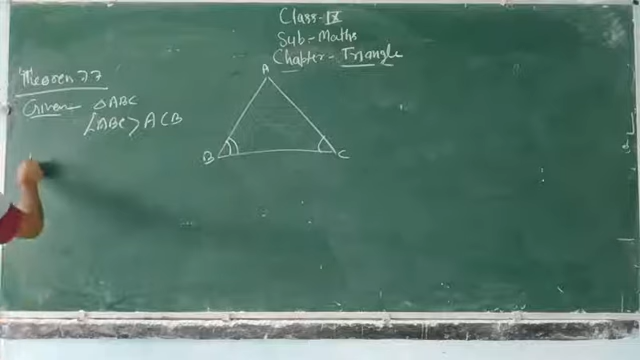 Class-IX
Sub-Maths
Chapter-Triangle
Theorem 7.7
Given △ABC
∠ABC > ACB
A
B
C